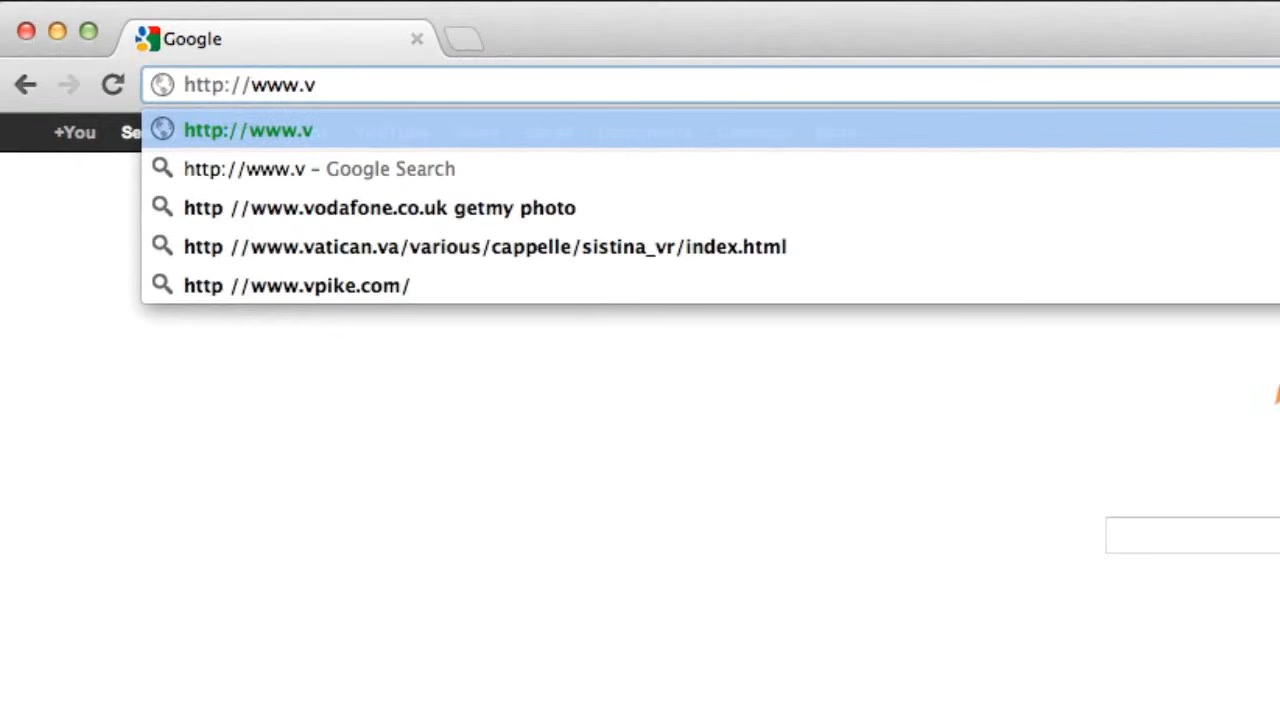 Google
http://www.v
+You Se
http://www.v
http://www.v – Google Search
http //www.vodafone.co.uk getmy photo
http //www.vatican.va/various/cappelle/sistina_vr/index.html
http //www.vpike.com/